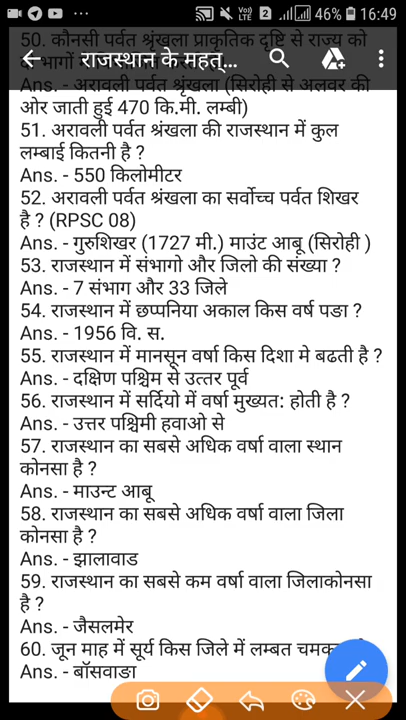 46% 16:49
50. कौनसी पर्वत श्रृंखला प्राकृतिक दृष्टि से राज्य को
राजस्थान के महत्...
Ans. - अरावली पर्वत श्रृंखला (सिरोही से अलवर की
ओर जाती हुई 470 कि.मी. लम्बी)
51. अरावली पर्वत श्रंखला की राजस्थान में कुल
लम्बाई कितनी है ?
Ans. - 550 किलोमीटर
52. अरावली पर्वत श्रंखला का सर्वोच्च पर्वत शिखर
है ? (RPSC 08)
Ans. - गुरुशिखर (1727 मी.) माउंट आबू (सिरोही )
53. राजस्थान में संभागो और जिलो की संख्या ?
Ans. - 7 संभाग और 33 जिले
54. राजस्थान में छप्पनिया अकाल किस वर्ष पङा ?
Ans. - 1956 वि. स.
55. राजस्थान में मानसून वर्षा किस दिशा मे बढती है ?
Ans. - दक्षिण पश्चिम से उत्तर पूर्व
56. राजस्थान में सर्दियो में वर्षा मुख्यत: होती है ?
Ans. - उत्तर पश्चिमी हवाओ से
57. राजस्थान का सबसे अधिक वर्षा वाला स्थान
कोनसा है ?
Ans. - माउन्ट आबू
58. राजस्थान का सबसे अधिक वर्षा वाला जिला
कोनसा है ?
Ans. - झालावाड
59. राजस्थान का सबसे कम वर्षा वाला जिलाकोनसा
है ?
Ans. - जैसलमेर
60. जून माह में सूर्य किस जिले में लम्बत
Ans. - बॉसवाङा